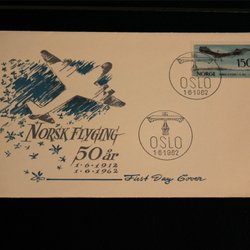 150
NORGE
OSLO
1·6·1962
OSLO
1·6·1962
NORSK FLYGING
50 år
1·6·1912
1·6·1962
First Day Cover